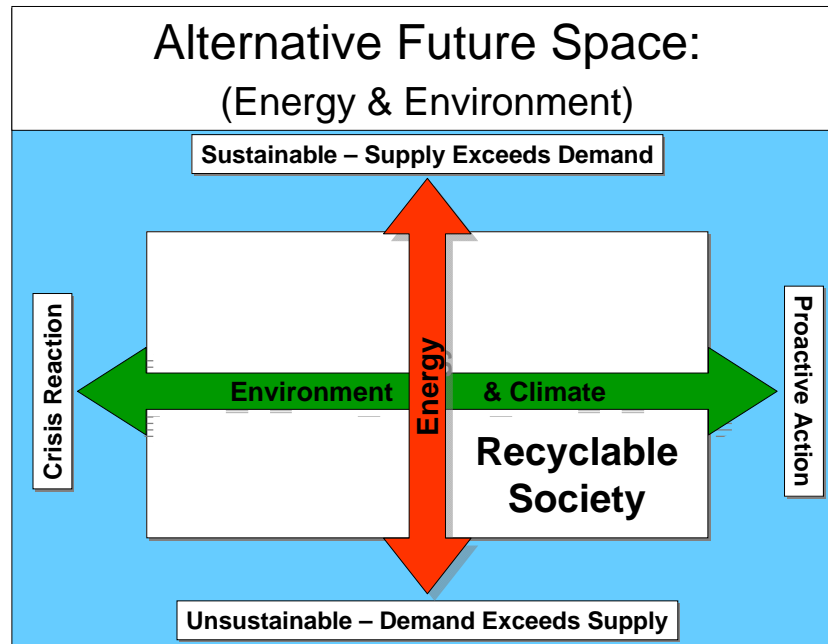 Alternative Future Space:
(Energy & Environment)
Sustainable – Supply Exceeds Demand
Crisis Reaction
Environment & Climate
Energy
Proactive Action
Recyclable
Society
Unsustainable – Demand Exceeds Supply